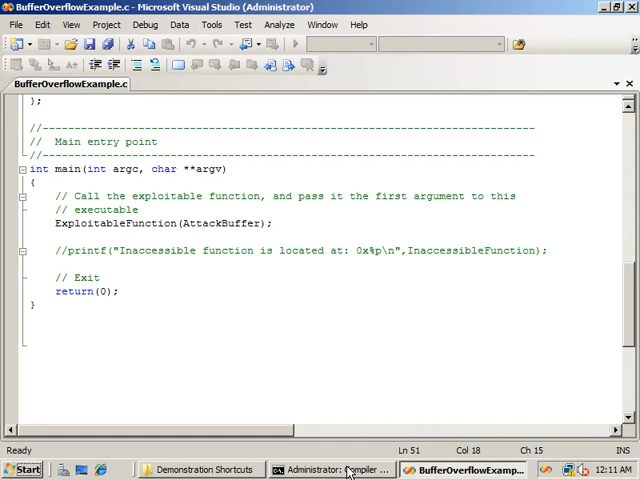 BufferOverflowExample.c - Microsoft Visual Studio (Administrator)
File Edit View Project Debug Data Tools Test Analyze Window Help
BufferOverflowExample.c
};
//-------------------------------------------------------
// Main entry point
//-------------------------------------------------------
int main(int argc, char **argv)
{
// Call the exploitable function, and pass it the first argument to this
// executable
ExploitableFunction(AttackBuffer);
//printf("Inaccessible function is located at: 0x%p\n",InaccessibleFunction);
// Exit
return(0);
}
Ready Ln 51 Col 18 Ch 15 INS
Start Demonstration Shortcuts Administrator: Compiler ... BufferOverflowExamp... 12:11 AM